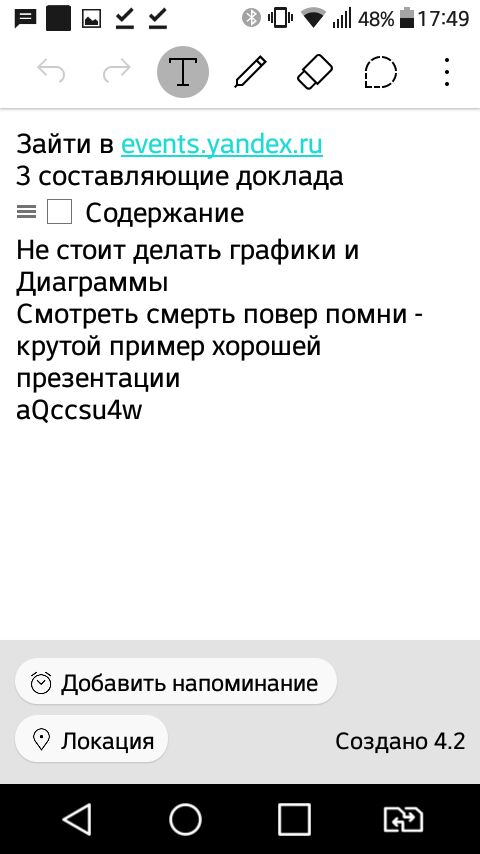 48% 17:49
T
Зайти в events.yandex.ru
3 составляющие доклада
Содержание
Не стоит делать графики и
Диаграммы
Смотреть смерть повер помни -
крутой пример хорошей
презентации
aQccsu4w
Добавить напоминание
Локация
Создано 4.2